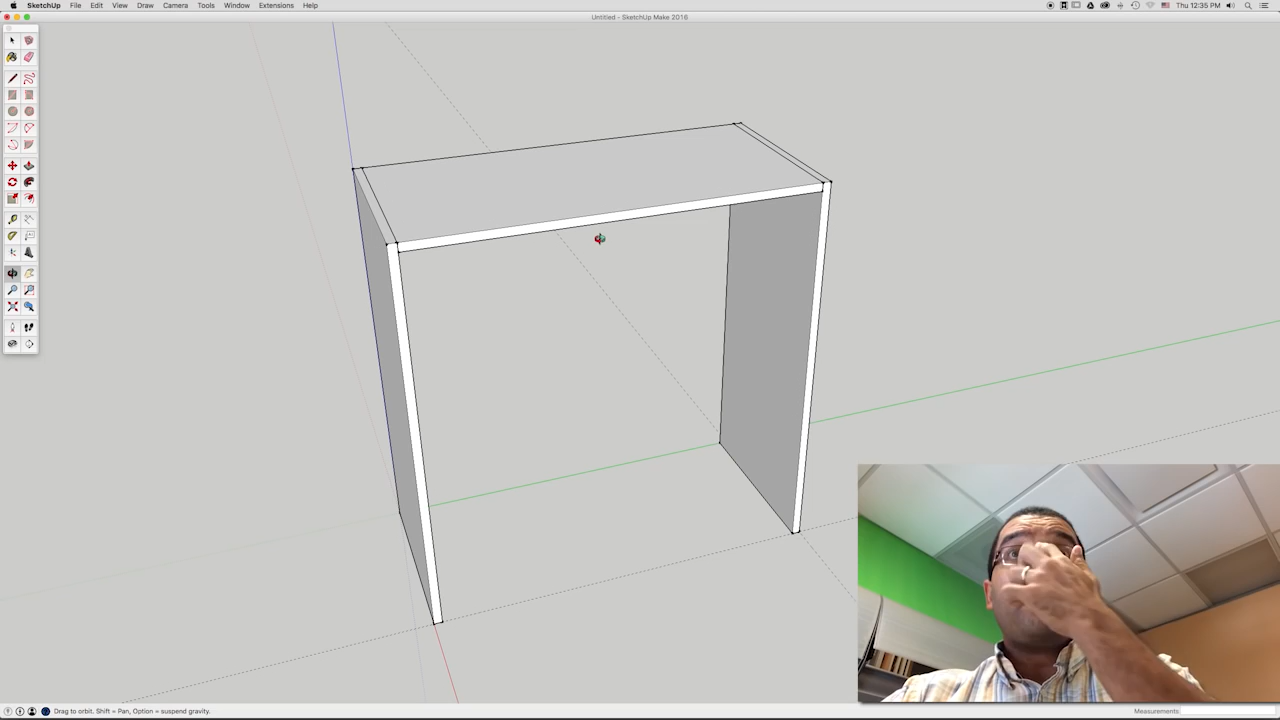 SketchUp File Edit View Draw Camera Tools Window Extensions Help Thu 12:35 PM
Untitled - SketchUp Make 2016
Drag to orbit. Shift = Pan, Option = suspend gravity. Measurements